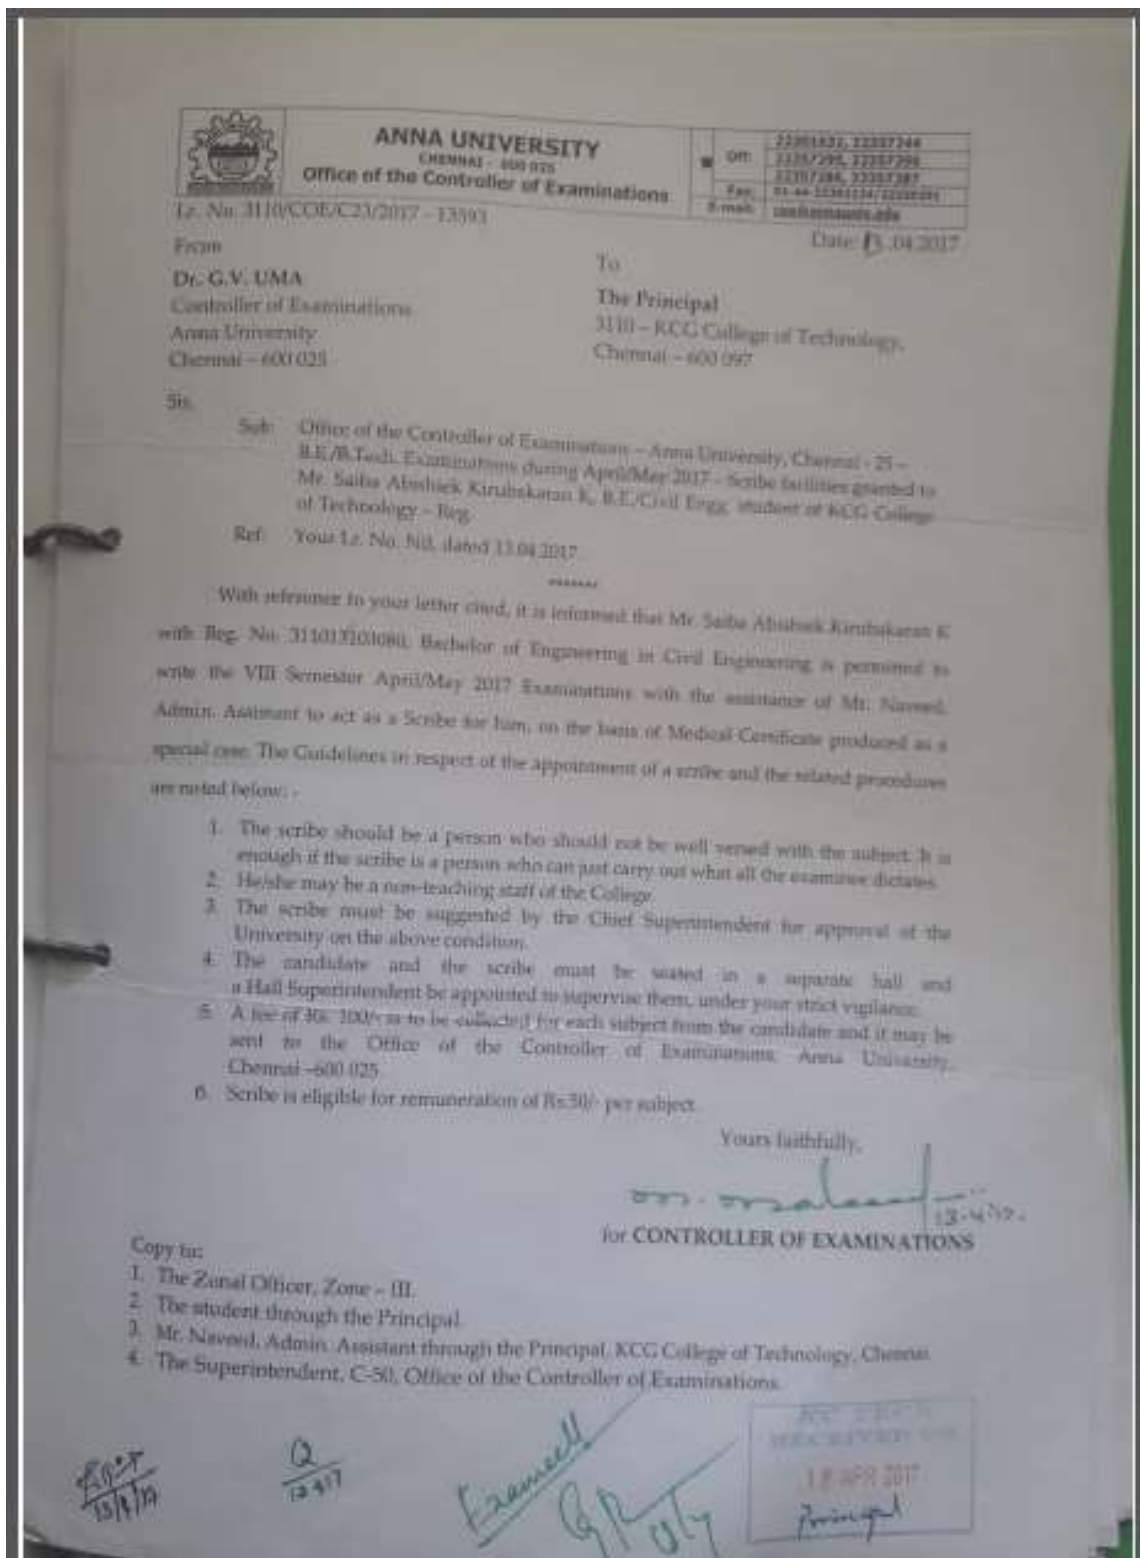 ANNA UNIVERSITY
CHENNAI - 600 025
Office of the Controller of Examinations
Off:
Fax:
E-mail:
Lr. No. 3110/COE/C23/2017 - 13593
Date: 13.04.2017
From
Dr. G.V. UMA
Controller of Examinations
Anna University
Chennai – 600 025
To
The Principal
3110 – KCG College of Technology,
Chennai – 600 097
Sir,
Sub: Office of the Controller of Examinations – Anna University, Chennai - 25 –
B.E./B.Tech. Examinations during April/May 2017 – Scribe facilities granted to
Mr. Saiba Abishek Kirubakaran K, B.E./Civil Engg. student of KCG College
of Technology – Reg.
Ref: Your Lr. No. Nil, dated 13.04.2017
*******
With reference to your letter cited, it is informed that Mr. Saiba Abishek Kirubakaran K
with Reg. No. 311013103080, Bachelor of Engineering in Civil Engineering is permitted to
write the VIII Semester April/May 2017 Examinations with the assistance of Mr. Naveed,
Admin. Assistant to act as a Scribe for him, on the basis of Medical Certificate produced as a
special case. The Guidelines in respect of the appointment of a scribe and the related procedures
are noted below: -
1. The scribe should be a person who should not be well versed with the subject. It is
enough if the scribe is a person who can just carry out what all the examinee dictates.
2. He/she may be a non-teaching staff of the College.
3. The scribe must be suggested by the Chief Superintendent for approval of the
University on the above condition.
4. The candidate and the scribe must be seated in a separate hall and
a Hall Superintendent be appointed to supervise them, under your strict vigilance.
5. A fee of Rs. 100/- is to be collected for each subject from the candidate and it may be
sent to the Office of the Controller of Examinations, Anna University,
Chennai –600 025.
6. Scribe is eligible for remuneration of Rs.50/- per subject.
Yours faithfully,
13-4-17.
for CONTROLLER OF EXAMINATIONS
Copy to:
1. The Zonal Officer, Zone – III.
2. The student through the Principal.
3. Mr. Naveed, Admin. Assistant through the Principal, KCG College of Technology, Chennai.
4. The Superintendent, C-50, Office of the Controller of Examinations.
Examcell
RECEIVED ON
18 APR 2017
Principal